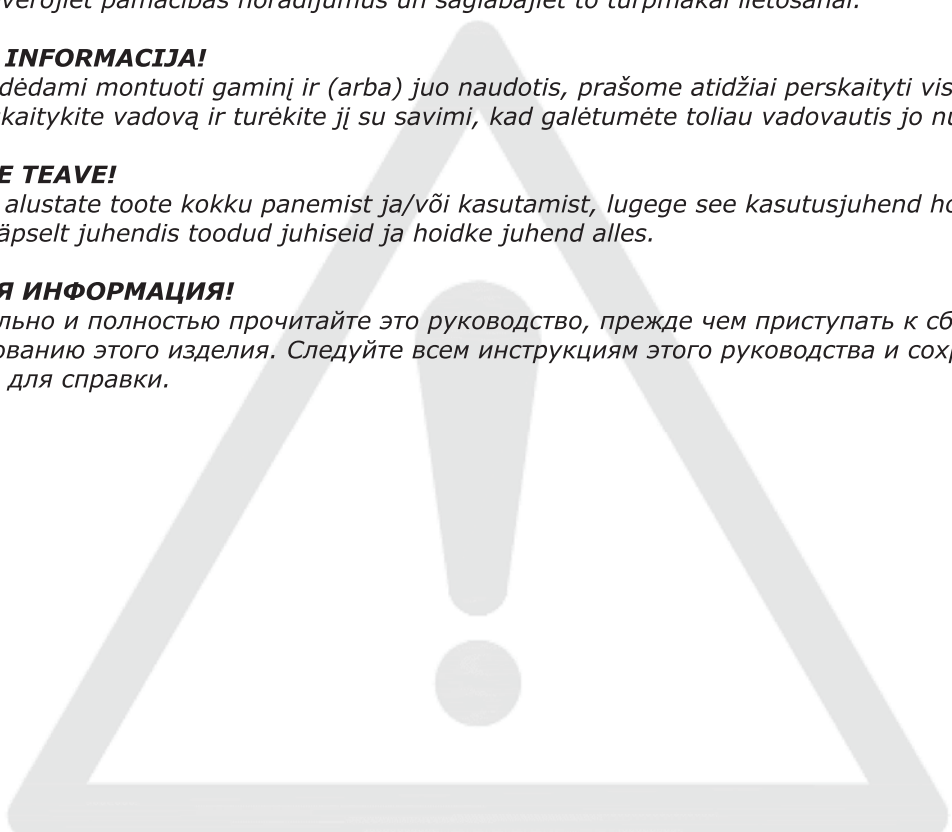 vērojiet pamācības norādījumus un saglabājiet to turpmākai lietošanai.
INFORMACIJA!
dėdami montuoti gaminį ir (arba) juo naudotis, prašome atidžiai perskaityti vis
kaitykite vadovą ir turėkite jį su savimi, kad galėtumėte toliau vadovautis jo nu
E TEAVE!
alustate toote kokku panemist ja/või kasutamist, lugege see kasutusjuhend ho
äpselt juhendis toodud juhiseid ja hoidke juhend alles.
Я ИНФОРМАЦИЯ!
льно и полностью прочитайте это руководство, прежде чем приступать к сб
ованию этого изделия. Следуйте всем инструкциям этого руководства и сохр
для справки.